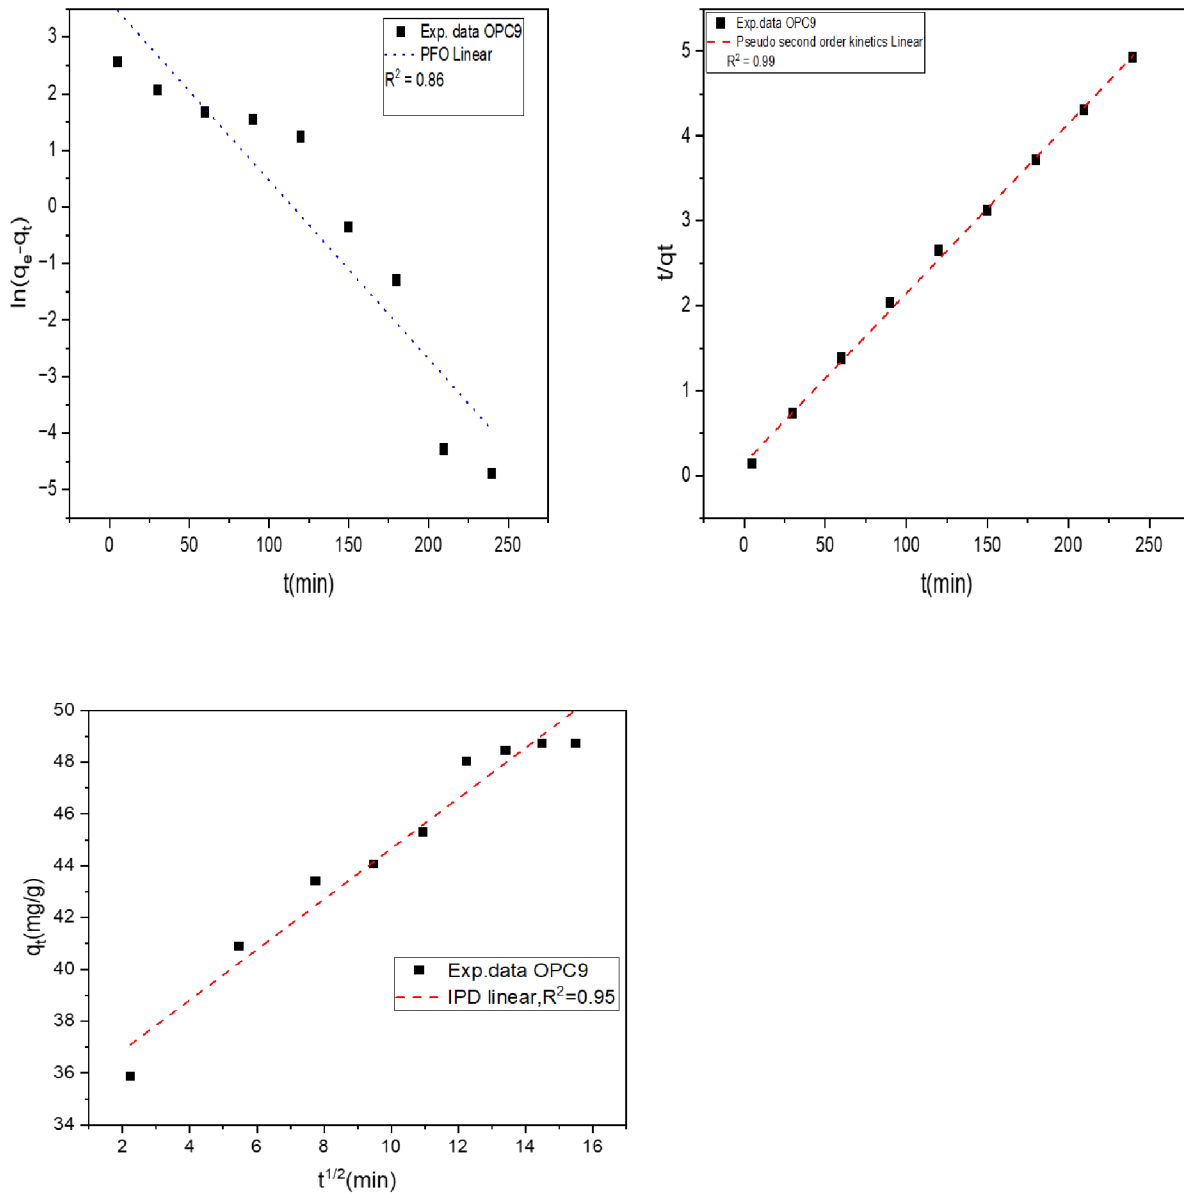 Exp. data OPC9
PFO Linear
R² = 0.86
3
2
1
0
−1
−2
−3
−4
−5
ln(qₑ-qₜ)
0 50 100 150 200 250
t(min)
Exp.data OPC9
Pseudo second order kinetics Linear
R² = 0.99
5
4
3
2
1
0
t/qt
0 50 100 150 200 250
t(min)
50
48
46
44
42
40
38
36
34
qₜ(mg/g)
Exp.data OPC9
IPD linear,R²=0.95
2 4 6 8 10 12 14 16
t¹/²(min)